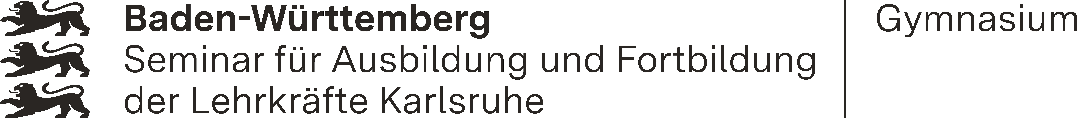 Baden-Württemberg
Seminar für Ausbildung und Fortbildung
der Lehrkräfte Karlsruhe
Gymnasium